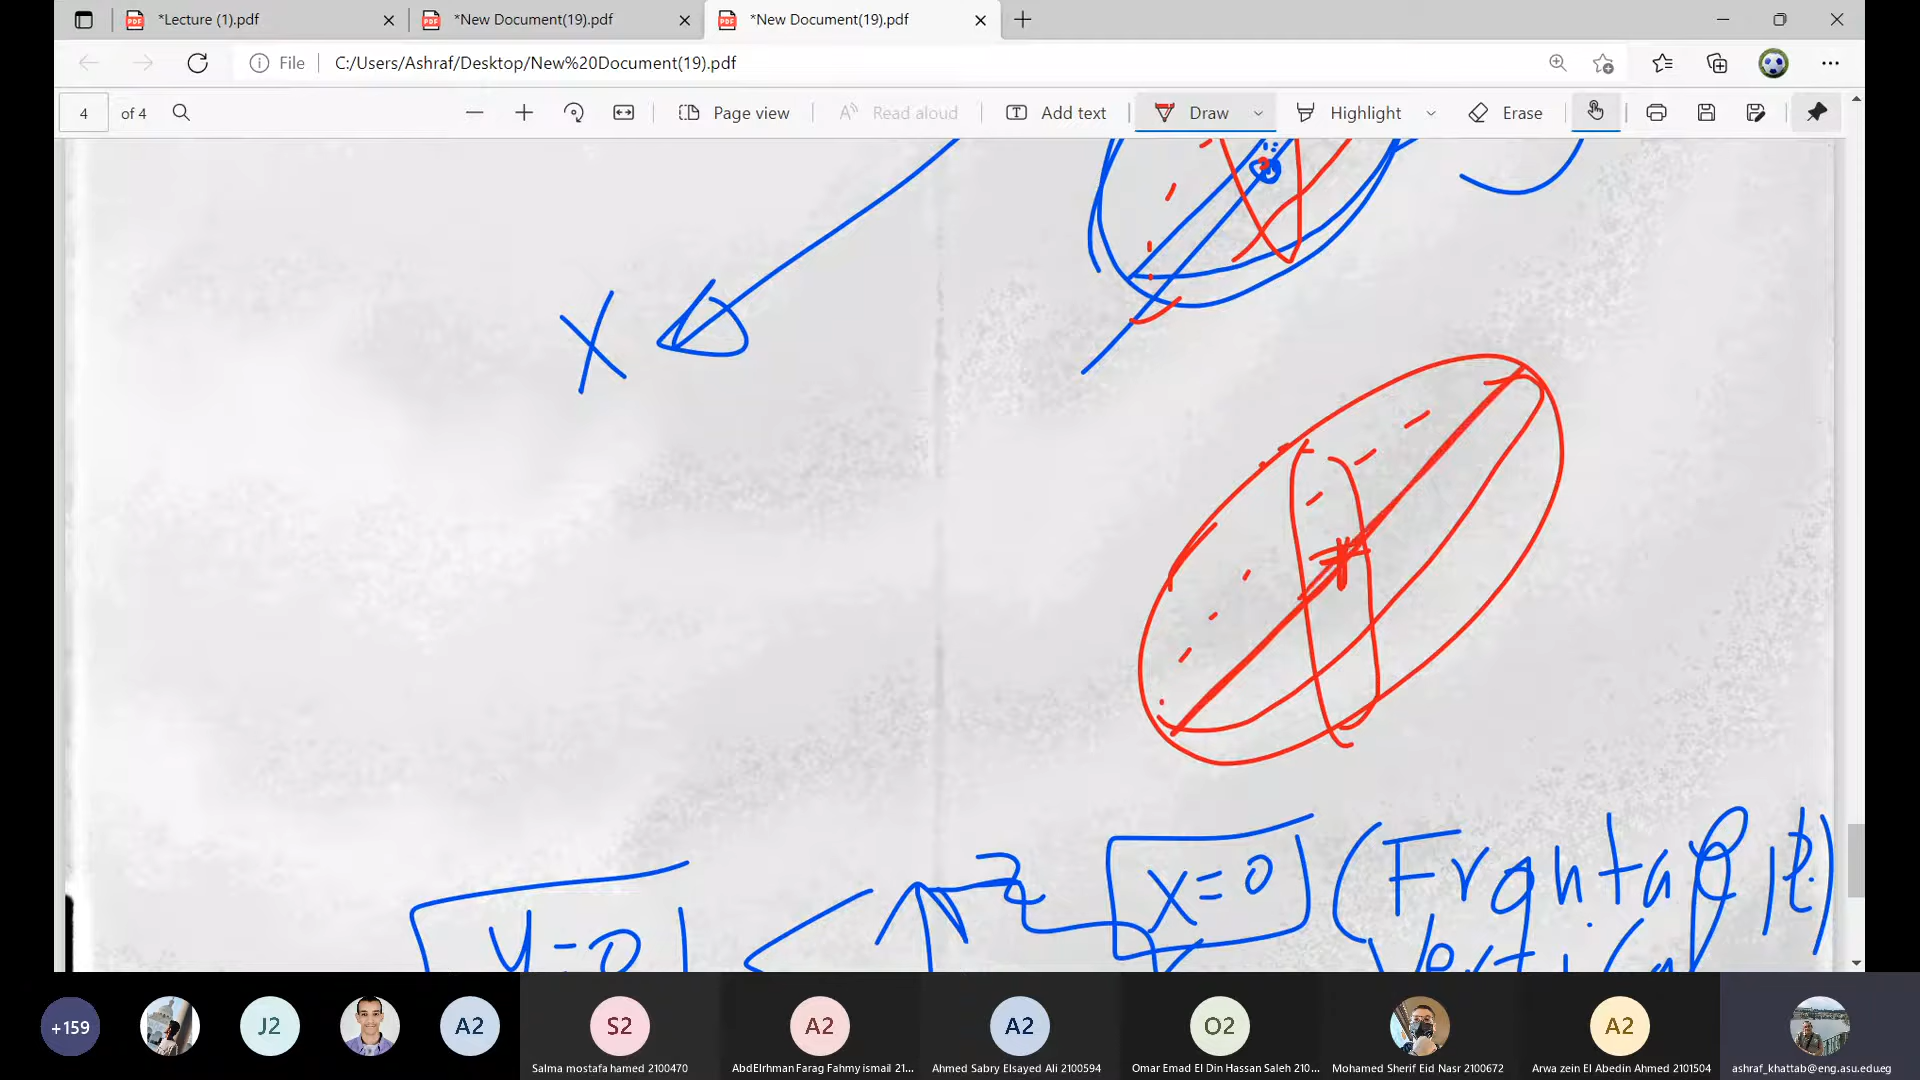 *Lecture (1).pdf
*New Document(19).pdf
*New Document(19).pdf
File
C:/Users/Ashraf/Desktop/New%20Document(19).pdf
4 of 4
Page view
Read aloud
Add text
Draw
Highlight
Erase
X
x=0
y=0
Z
+159
J2
A2
S2
A2
A2
O2
A2
Salma mostafa hamed 2100470
AbdElrhman Farag Fahmy ismail 21...
Ahmed Sabry Elsayed Ali 2100594
Omar Emad El Din Hassan Saleh 210...
Mohamed Sherif Eid Nasr 2100672
Arwa zein El Abedin Ahmed 2101504
ashraf_khattab@eng.asu.edu.eg